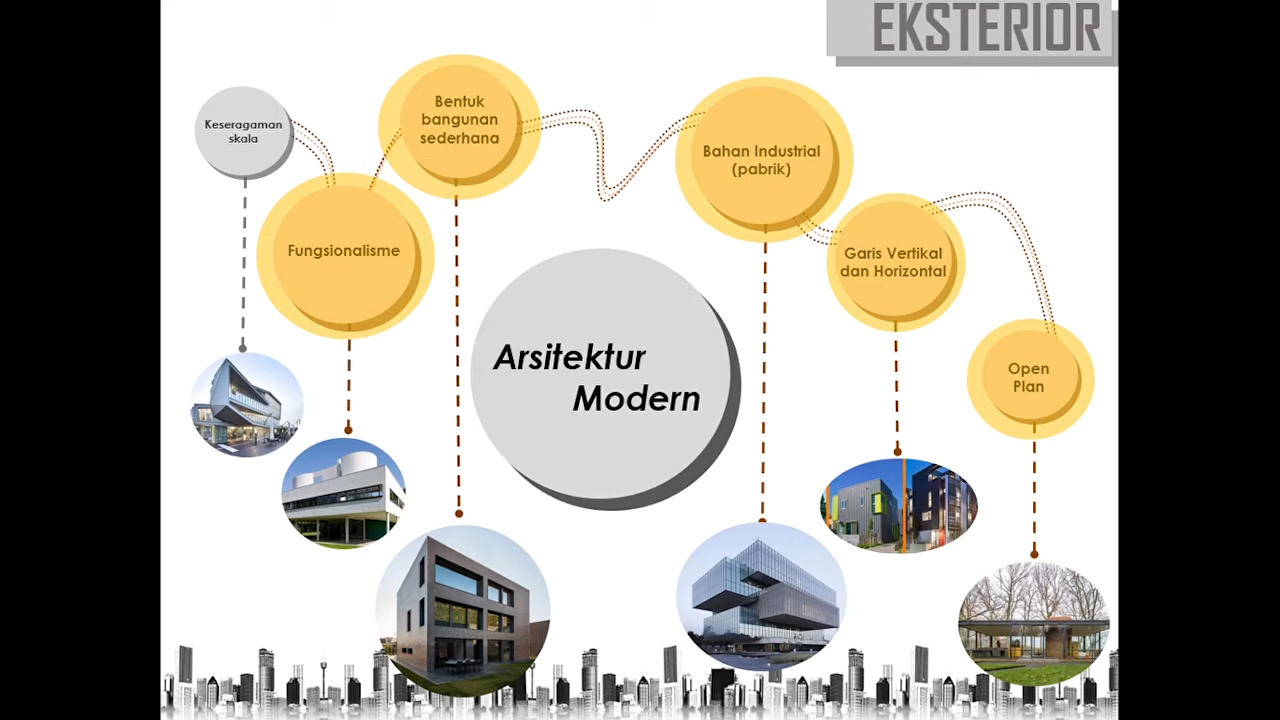 EKSTERIOR
Keseragaman
skala
Fungsionalisme
Bentuk
bangunan
sederhana
Bahan Industrial
(pabrik)
Garis Vertikal
dan Horizontal
Open
Plan
Arsitektur
Modern